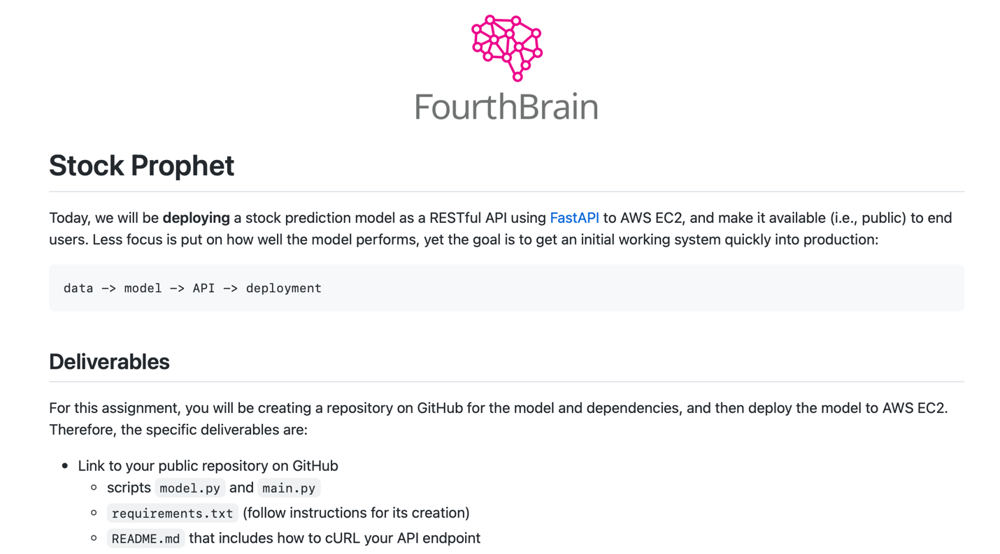 FourthBrain
Stock Prophet
Today, we will be deploying a stock prediction model as a RESTful API using FastAPI to AWS EC2, and make it available (i.e., public) to end
users. Less focus is put on how well the model performs, yet the goal is to get an initial working system quickly into production:
data -> model -> API -> deployment
Deliverables
For this assignment, you will be creating a repository on GitHub for the model and dependencies, and then deploy the model to AWS EC2.
Therefore, the specific deliverables are:
• Link to your public repository on GitHub
◦ scripts model.py and main.py
◦ requirements.txt (follow instructions for its creation)
◦ README.md that includes how to cURL your API endpoint